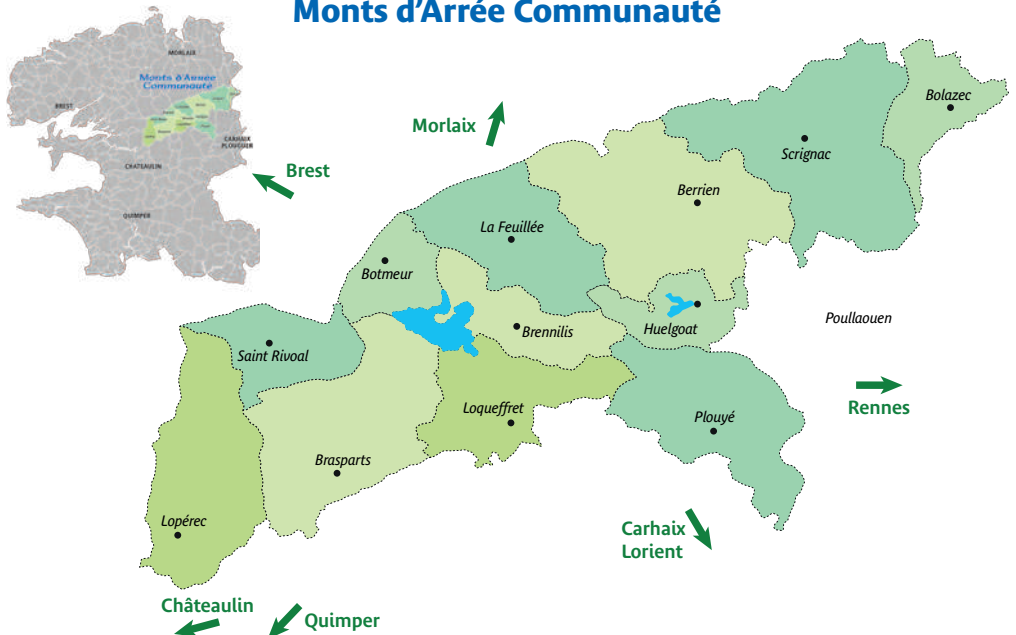 Monts d'Arrée Communauté
MORLAIX
Monts d'Arrée
Communauté
BREST
CARHAIX
PLOUGUER
CHATEAULIN
QUIMPER
Morlaix
Brest
Bolazec
Scrignac
Berrien
La Feuillée
Botmeur
Huelgoat
Brennilis
Poullaouen
Saint Rivoal
Loqueffret
Plouyé
Rennes
Brasparts
Lopérec
Carhaix
Lorient
Châteaulin
Quimper